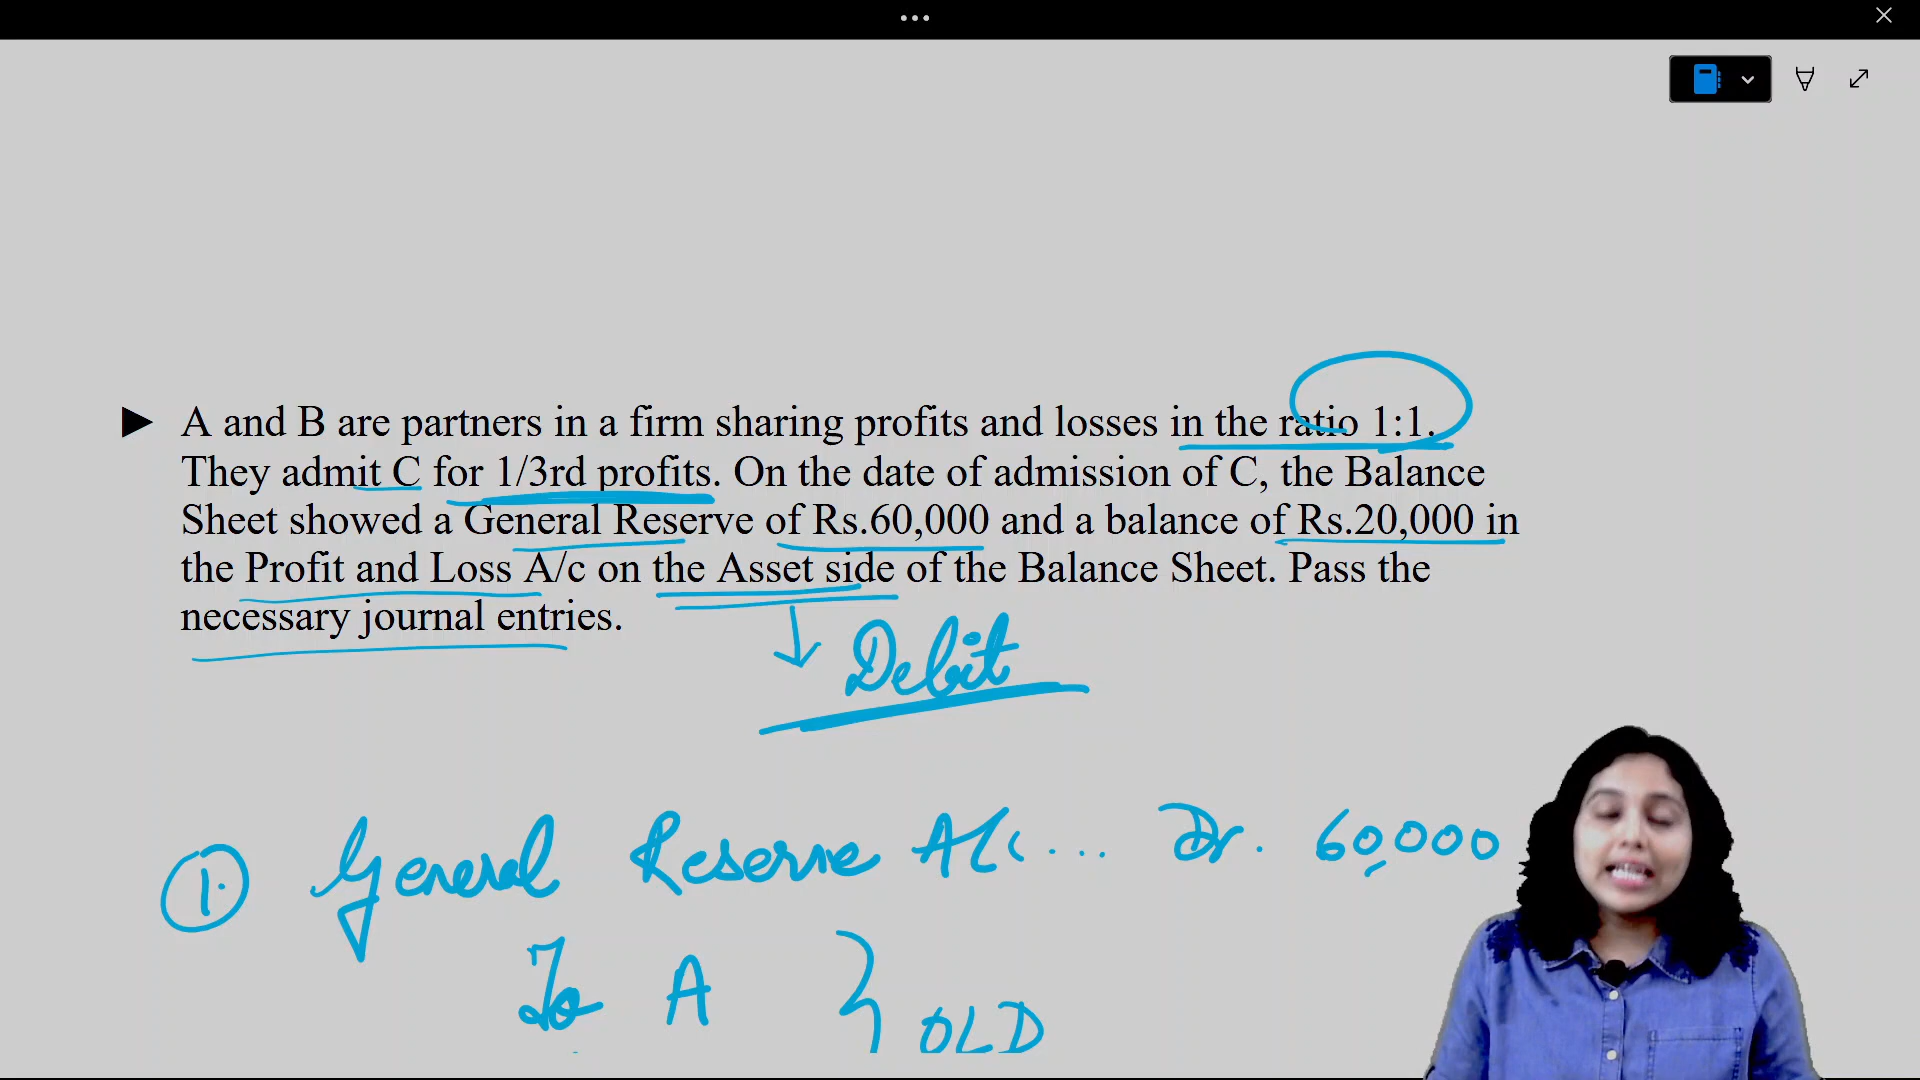 ► A and B are partners in a firm sharing profits and losses in the ratio 1:1.
They admit C for 1/3rd profits. On the date of admission of C, the Balance
Sheet showed a General Reserve of Rs.60,000 and a balance of Rs.20,000 in
the Profit and Loss A/c on the Asset side of the Balance Sheet. Pass the
necessary journal entries.
Debit
1. General Reserve A/c ... Dr. 60,000
To A } OLD